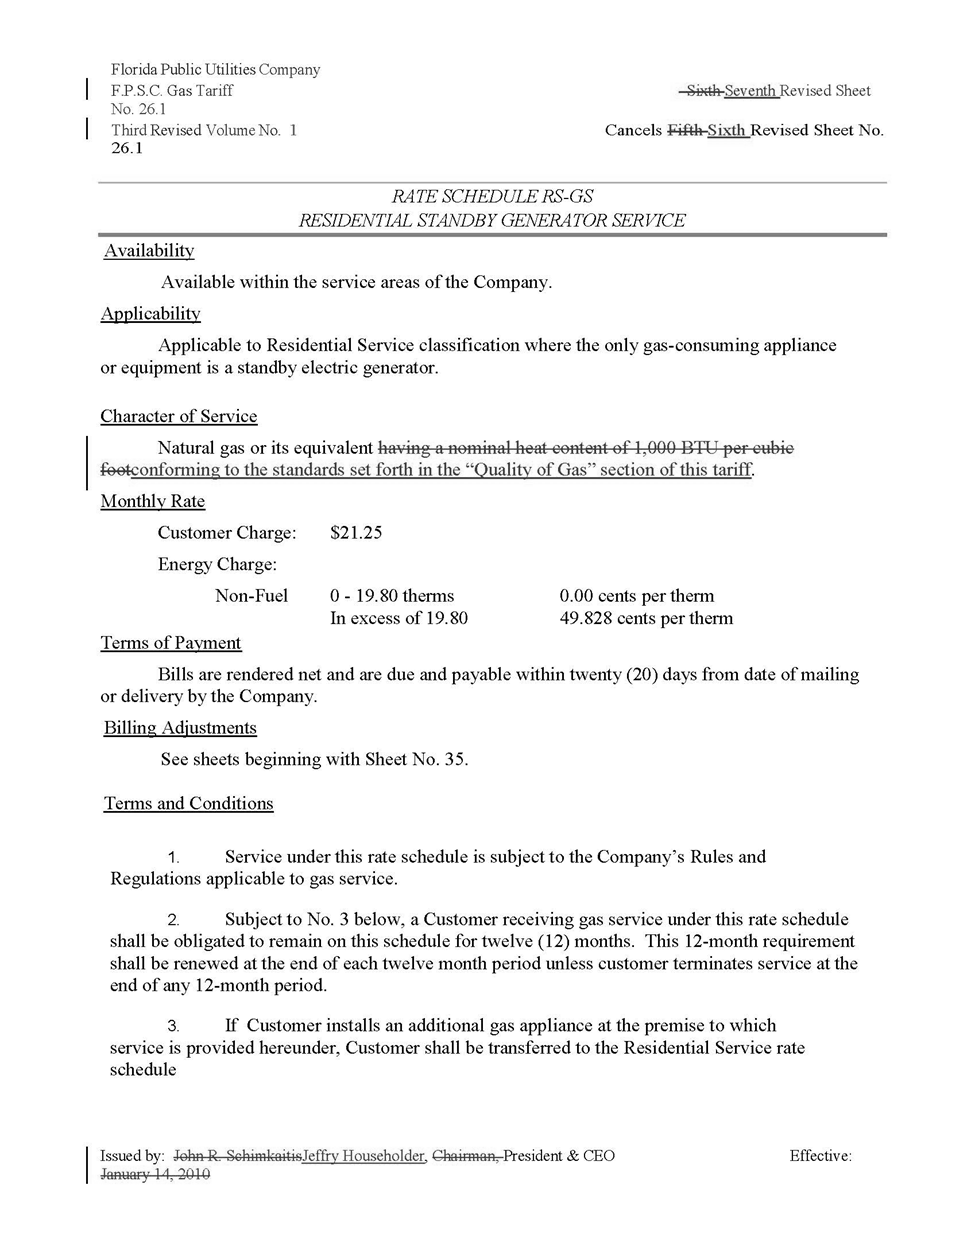 Florida Public Utilities Company
F.P.S.C. Gas Tariff Sixth Seventh Revised Sheet
No. 26.1
Third Revised Volume No. 1 Cancels Fifth Sixth Revised Sheet No.
26.1
RATE SCHEDULE RS-GS
RESIDENTIAL STANDBY GENERATOR SERVICE
Availability
Available within the service areas of the Company.
Applicability
Applicable to Residential Service classification where the only gas-consuming appliance
or equipment is a standby electric generator.
Character of Service
Natural gas or its equivalent having a nominal heat content of 1,000 BTU per cubic
footconforming to the standards set forth in the “Quality of Gas” section of this tariff.
Monthly Rate
Customer Charge: $21.25
Energy Charge:
Non-Fuel 0 - 19.80 therms 0.00 cents per therm
In excess of 19.80 49.828 cents per therm
Terms of Payment
Bills are rendered net and are due and payable within twenty (20) days from date of mailing
or delivery by the Company.
Billing Adjustments
See sheets beginning with Sheet No. 35.
Terms and Conditions
1. Service under this rate schedule is subject to the Company’s Rules and
Regulations applicable to gas service.
2. Subject to No. 3 below, a Customer receiving gas service under this rate schedule
shall be obligated to remain on this schedule for twelve (12) months. This 12-month requirement
shall be renewed at the end of each twelve month period unless customer terminates service at the
end of any 12-month period.
3. If Customer installs an additional gas appliance at the premise to which
service is provided hereunder, Customer shall be transferred to the Residential Service rate
schedule
Issued by: John R. SchimkaitisJeffry Householder, Chairman, President & CEO Effective:
January 14, 2010